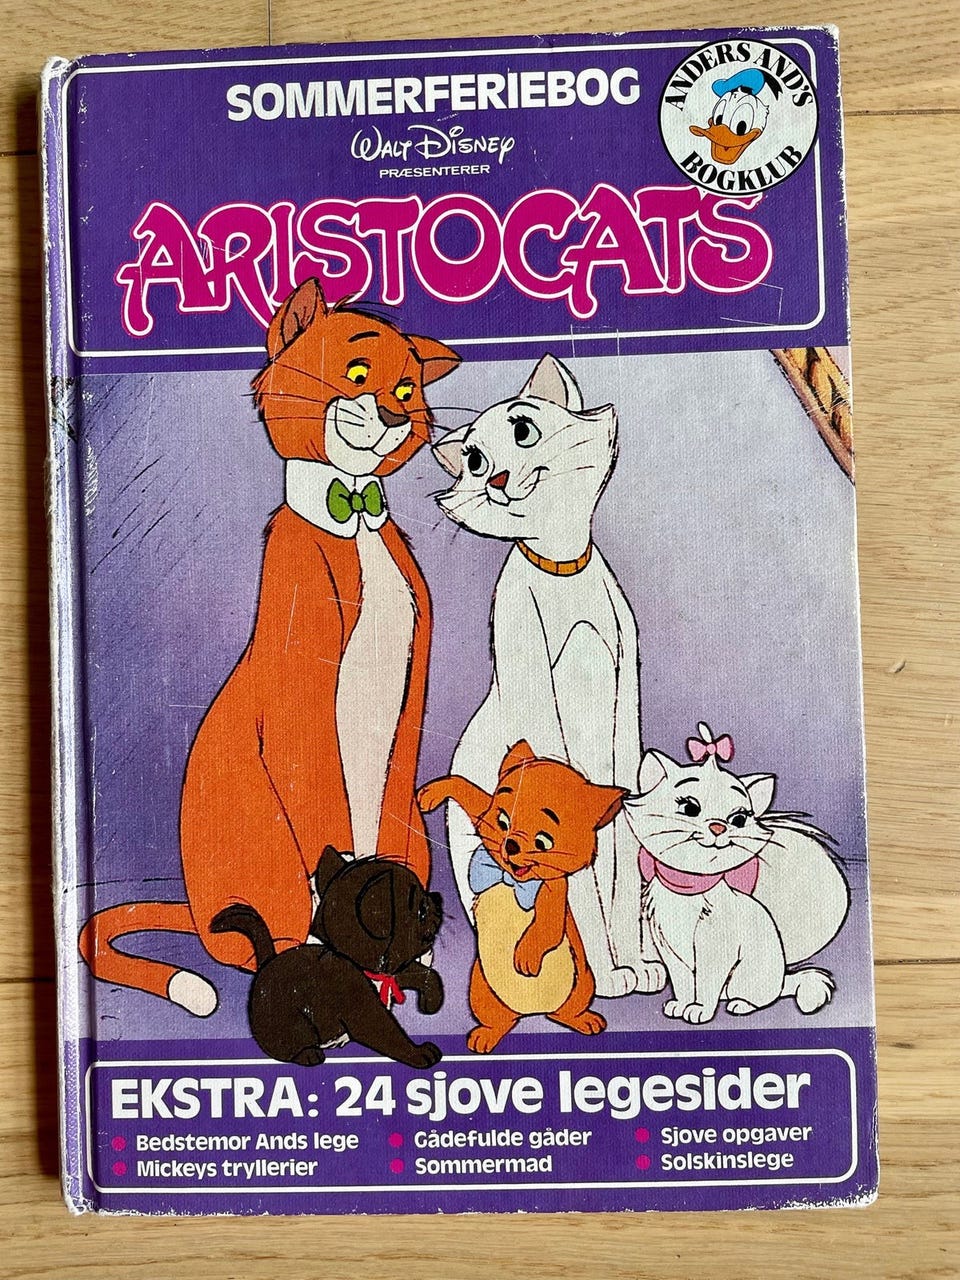 SOMMERFERIEBOG
ANDERS AND'S
BOGKLUB
WALT DISNEY
PRÆSENTERER
ARISTOCATS
EKSTRA: 24 sjove legesider
Bedstemor Ands lege
Gådefulde gåder
Sjove opgaver
Mickeys tryllerier
Sommermad
Solskinslege